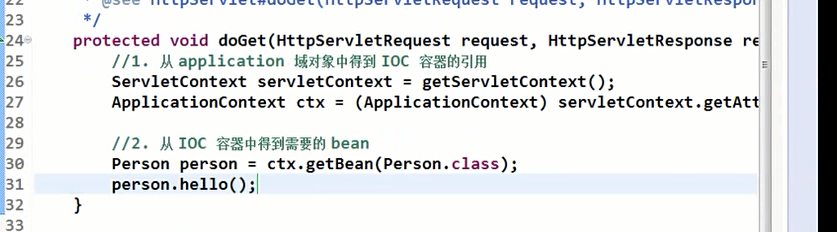 22 * @see HttpServlet#doGet(HttpServletRequest request, HttpServletRespon
23 */
24 protected void doGet(HttpServletRequest request, HttpServletResponse re
25 //1. 从 application 域对象中得到 IOC 容器的引用
26 ServletContext servletContext = getServletContext();
27 ApplicationContext ctx = (ApplicationContext) servletContext.getAtt
28
29 //2. 从 IOC 容器中得到需要的 bean
30 Person person = ctx.getBean(Person.class);
31 person.hello();
32 }
33